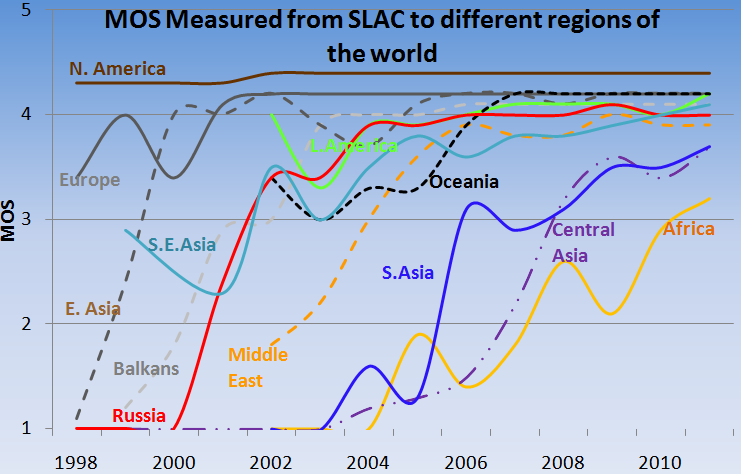 MOS Measured from SLAC to different regions of
the world
5
N. America
4
L.America
Europe
Oceania
3
MOS
S.E.Asia
Central
Asia
Africa
S.Asia
E. Asia
2
Middle
East
Balkans
Russia
1
1998 2000 2002 2004 2006 2008 2010